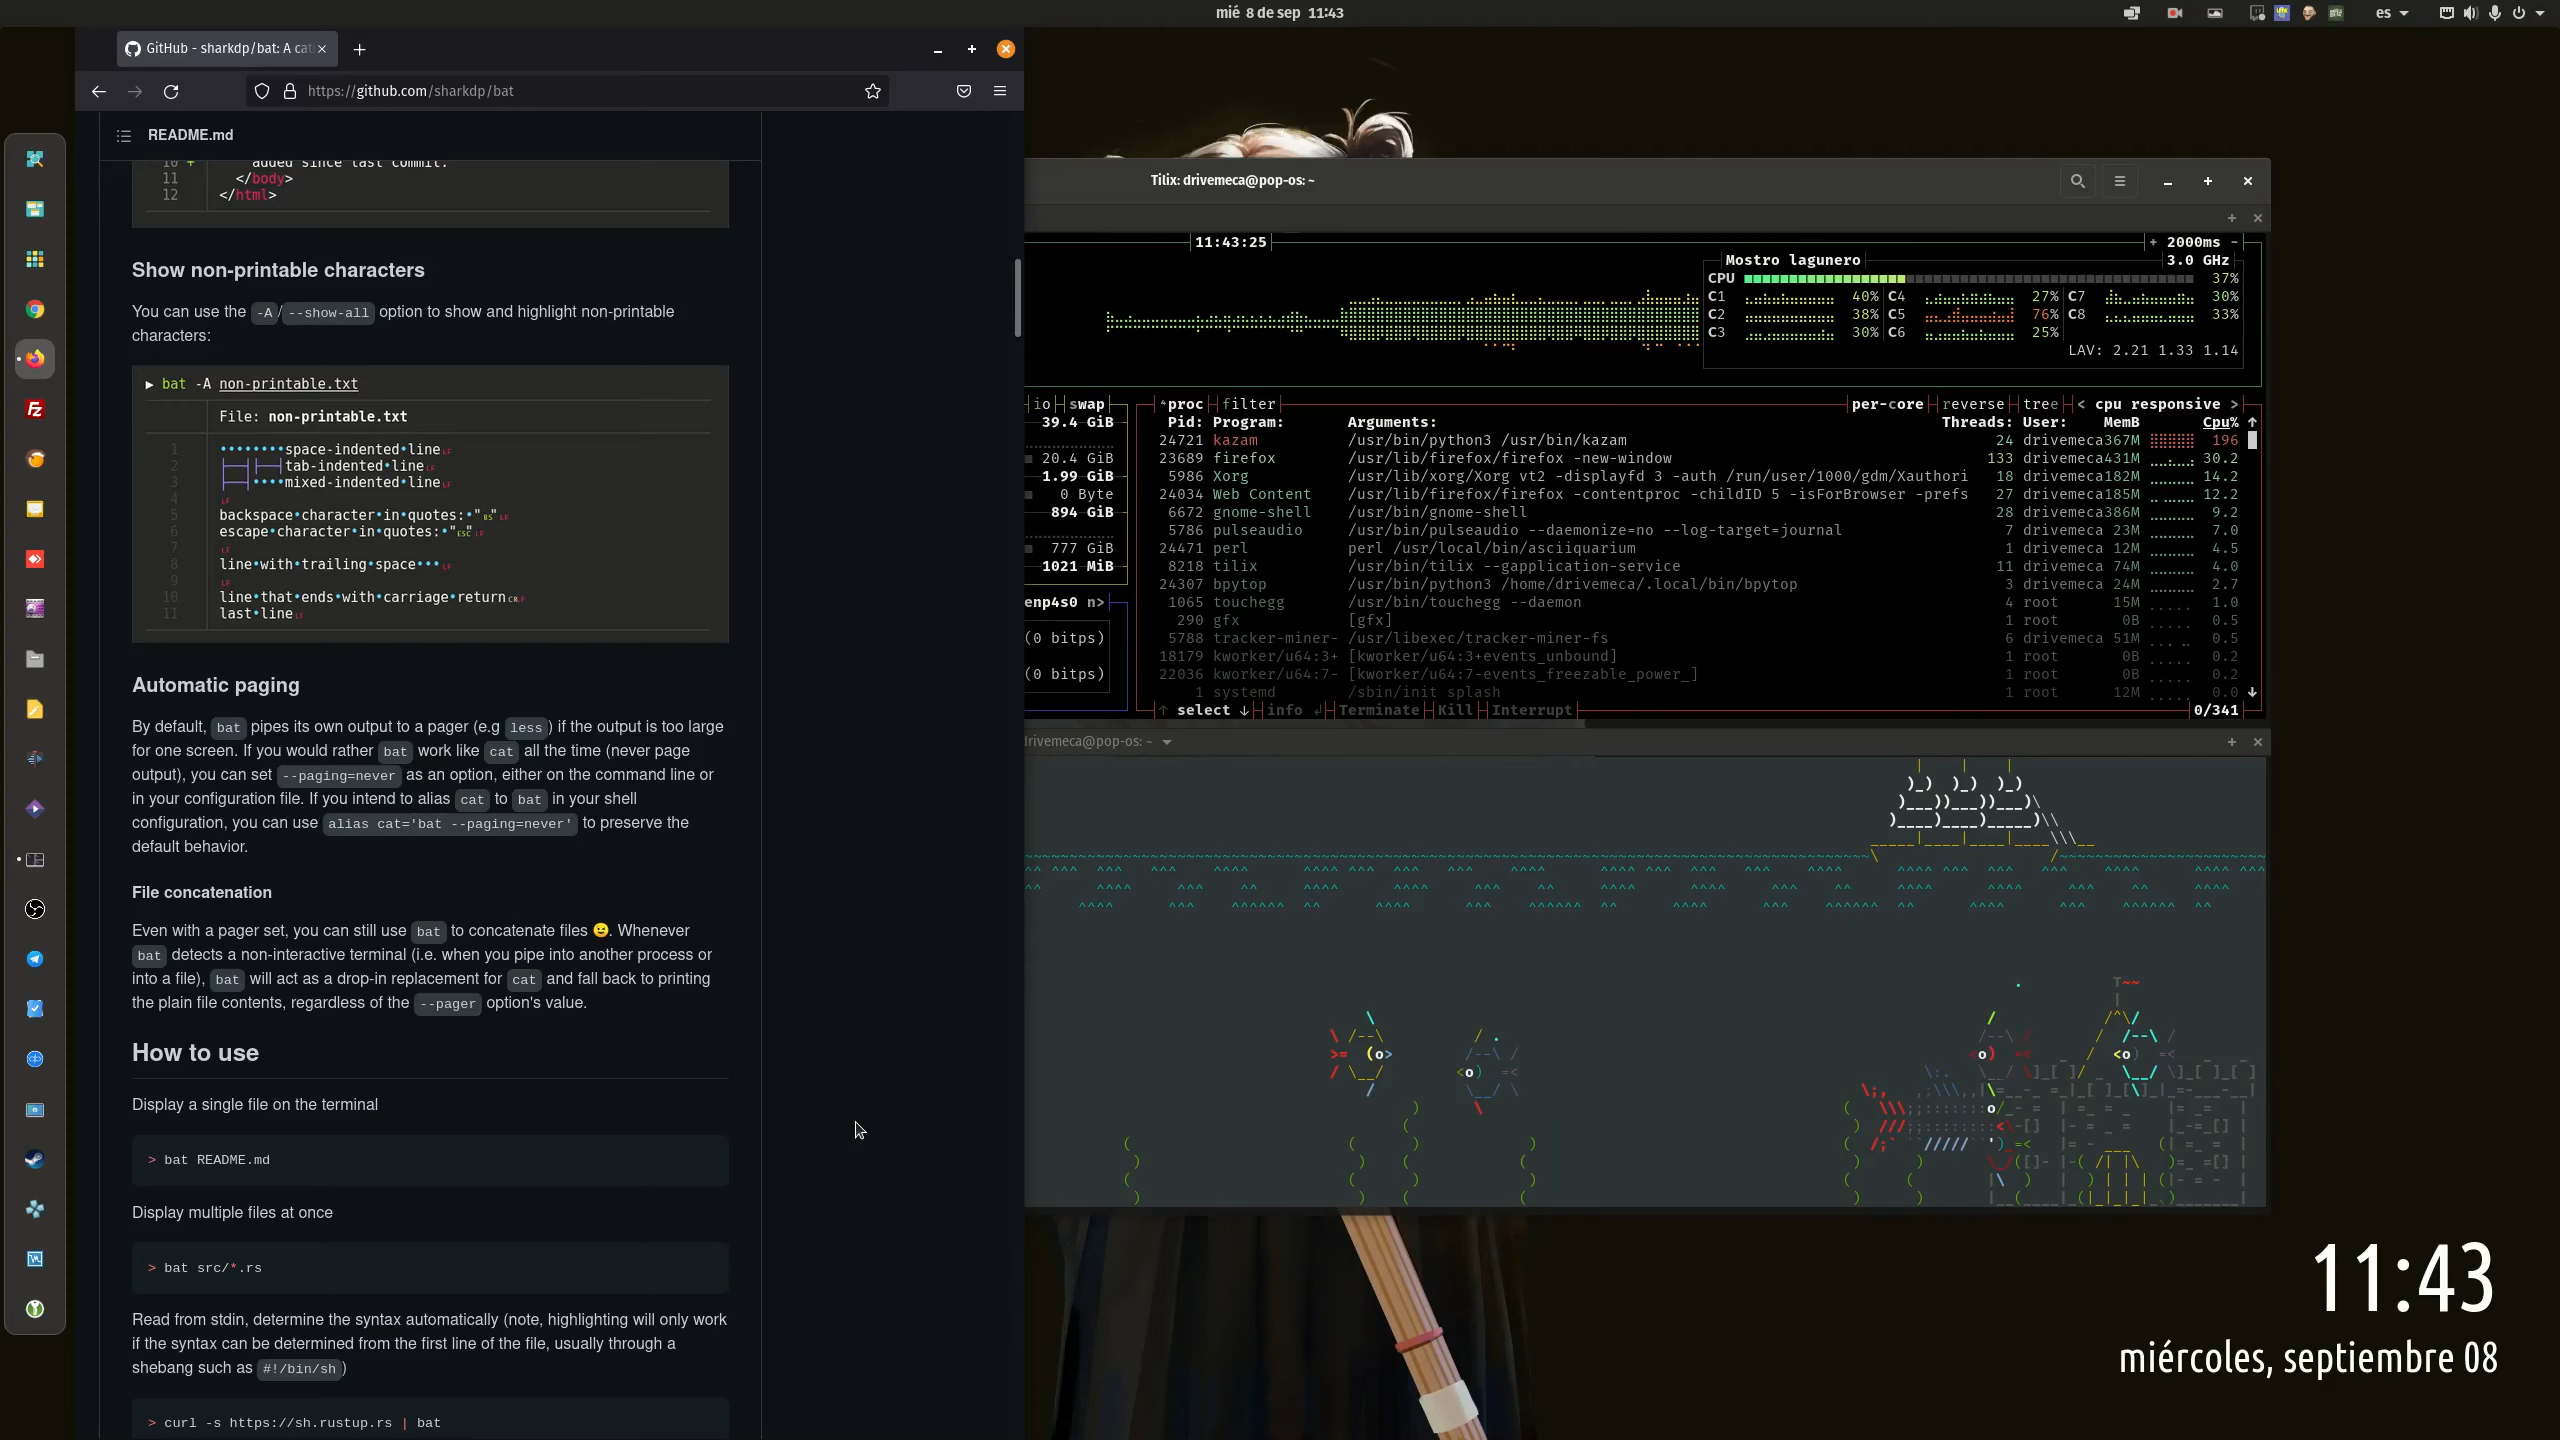 mié 8 de sep 11:43
es
GitHub - sharkdp/bat: A cat
https://github.com/sharkdp/bat
README.md
10 + added since last commit.
11 </body>
12 </html>
Show non-printable characters
You can use the -A/--show-all option to show and highlight non-printable
characters:
▶ bat -A non-printable.txt
File: non-printable.txt
1 ••••••••space-indented•line
2 ├──┤├──┤tab-indented•line
3 ├──┤••••mixed-indented•line
4
5 backspace•character•in•quotes:•"BS"
6 escape•character•in•quotes:•"ESC"
7
8 line•with•trailing•space•••
9
10 line•that•ends•with•carriage•return
11 last•line
Automatic paging
By default, bat pipes its own output to a pager (e.g less) if the output is too large
for one screen. If you would rather bat work like cat all the time (never page
output), you can set --paging=never as an option, either on the command line or
in your configuration file. If you intend to alias cat to bat in your shell
configuration, you can use alias cat='bat --paging=never' to preserve the
default behavior.
File concatenation
Even with a pager set, you can still use bat to concatenate files 😉. Whenever
bat detects a non-interactive terminal (i.e. when you pipe into another process or
into a file), bat will act as a drop-in replacement for cat and fall back to printing
the plain file contents, regardless of the --pager option's value.
How to use
Display a single file on the terminal
> bat README.md
Display multiple files at once
> bat src/*.rs
Read from stdin, determine the syntax automatically (note, highlighting will only work
if the syntax can be determined from the first line of the file, usually through a
shebang such as #!/bin/sh)
> curl -s https://sh.rustup.rs | bat
Tilix: drivemeca@pop-os: ~
11:43:25
+ 2000ms -
Mostro lagunero 3.0 GHz
CPU 37%
C1 40% C4 27% C7 30%
C2 38% C5 76% C8 33%
C3 30% C6 25%
LAV: 2.21 1.33 1.14
io swap
39.4 GiB
20.4 GiB
1.99 GiB
0 Byte
894 GiB
777 GiB
1021 MiB
enp4s0 n>
(0 bitps)
(0 bitps)
4proc filter per-core reverse tree < cpu responsive >
Pid: Program: Arguments: Threads: User: MemB Cpu% ↑
24721 kazam /usr/bin/python3 /usr/bin/kazam 24 drivemeca367M 196
23689 firefox /usr/lib/firefox/firefox -new-window 133 drivemeca431M 30.2
5986 Xorg /usr/lib/xorg/Xorg vt2 -displayfd 3 -auth /run/user/1000/gdm/Xauthori 18 drivemeca182M 14.2
24034 Web Content /usr/lib/firefox/firefox -contentproc -childID 5 -isForBrowser -prefs 27 drivemeca185M 12.2
6672 gnome-shell /usr/bin/gnome-shell 28 drivemeca386M 9.2
5786 pulseaudio /usr/bin/pulseaudio --daemonize=no --log-target=journal 7 drivemeca 23M 7.0
24471 perl perl /usr/local/bin/asciiquarium 1 drivemeca 12M 4.5
8218 tilix /usr/bin/tilix --gapplication-service 11 drivemeca 74M 4.0
24307 bpytop /usr/bin/python3 /home/drivemeca/.local/bin/bpytop 3 drivemeca 24M 2.7
1065 touchegg /usr/bin/touchegg --daemon 4 root 15M 1.0
290 gfx [gfx] 1 root 0B 0.5
5788 tracker-miner- /usr/libexec/tracker-miner-fs 6 drivemeca 51M 0.5
18179 kworker/u64:3+ [kworker/u64:3+events_unbound] 1 root 0B 0.2
22036 kworker/u64:7- [kworker/u64:7-events_freezable_power_] 1 root 0B 0.2
1 systemd /sbin/init splash 1 root 12M 0.0 ↓
↑ select ↓ info ↲ Terminate Kill Interrupt 0/341
drivemeca@pop-os: ~
11:43
miércoles, septiembre 08